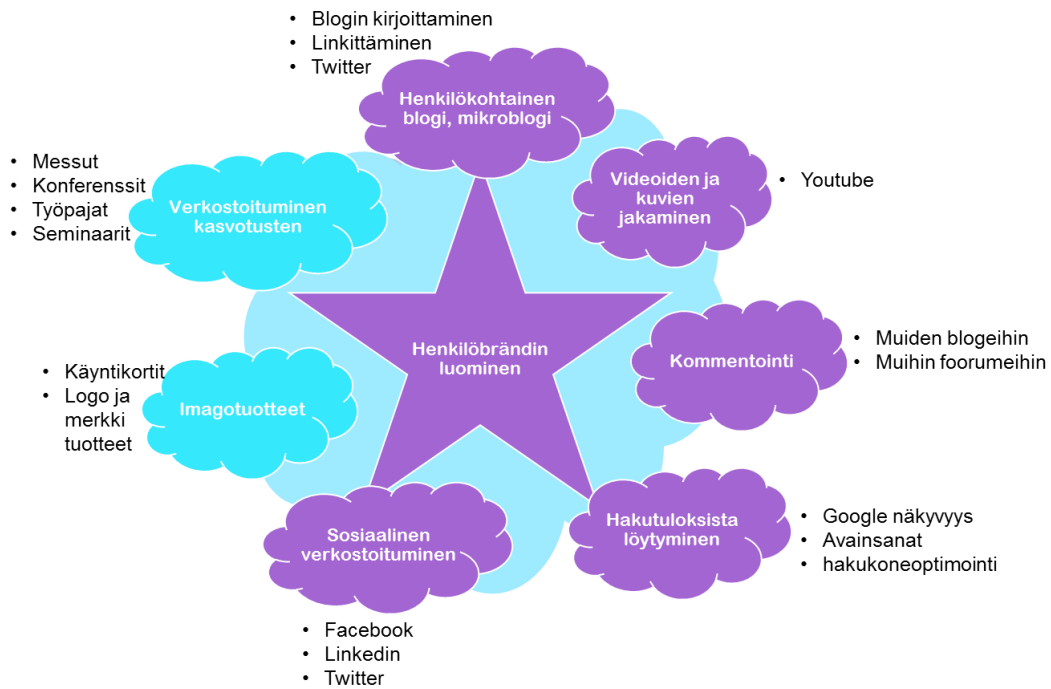 • Blogin kirjoittaminen
• Linkittäminen
• Twitter
Henkilökohtainen
blogi, mikroblogi
• Messut
• Konferenssit
• Työpajat
• Seminaarit
Verkostoituminen
kasvotusten
Videoiden ja
kuvien
jakaminen
• Youtube
Henkilöbrändin
luominen
Kommentointi
• Muiden blogeihin
• Muihin foorumeihin
• Käyntikortit
• Logo ja
merkki
tuotteet
Imagotuotteet
Sosiaalinen
verkostoituminen
• Facebook
• Linkedin
• Twitter
Hakutuloksista
löytyminen
• Google näkyvyys
• Avainsanat
• hakukoneoptimointi